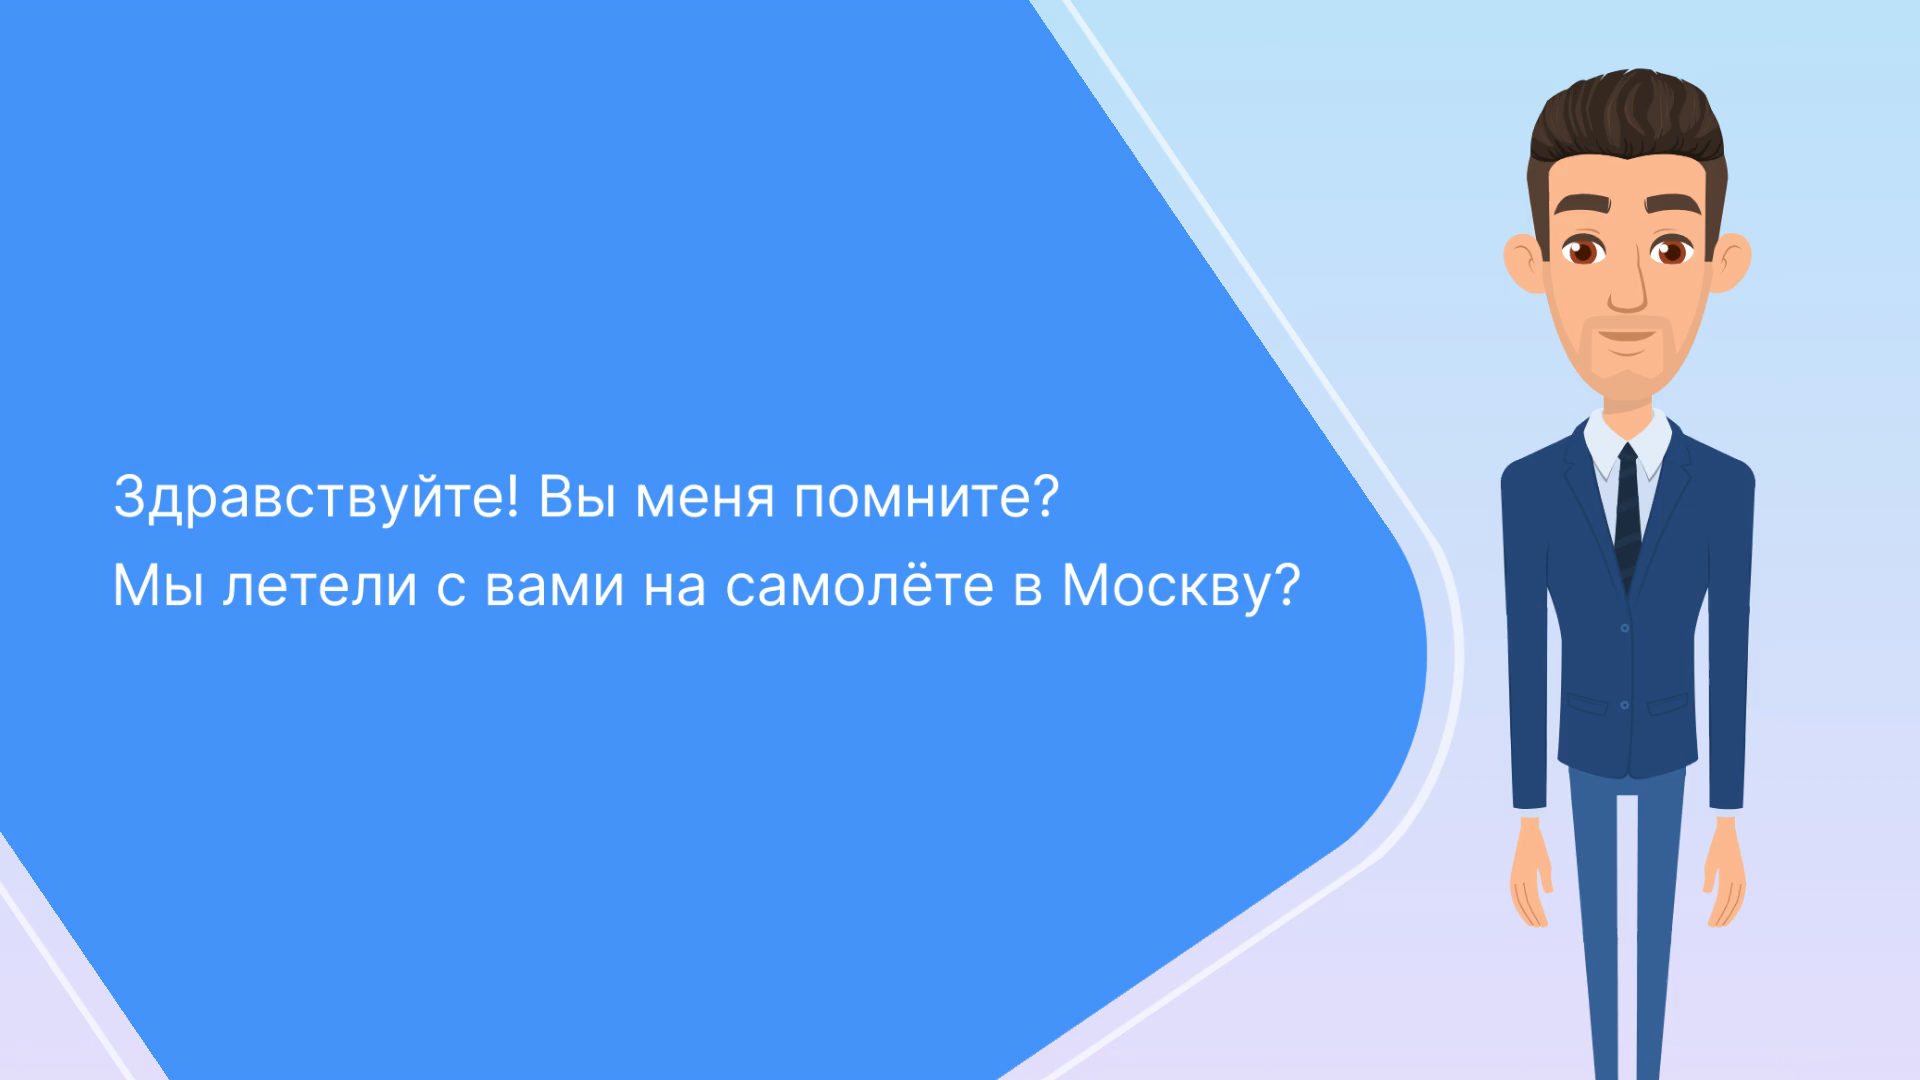 Здравствуйте! Вы меня помните?
Мы летели с вами на самолёте в Москву?